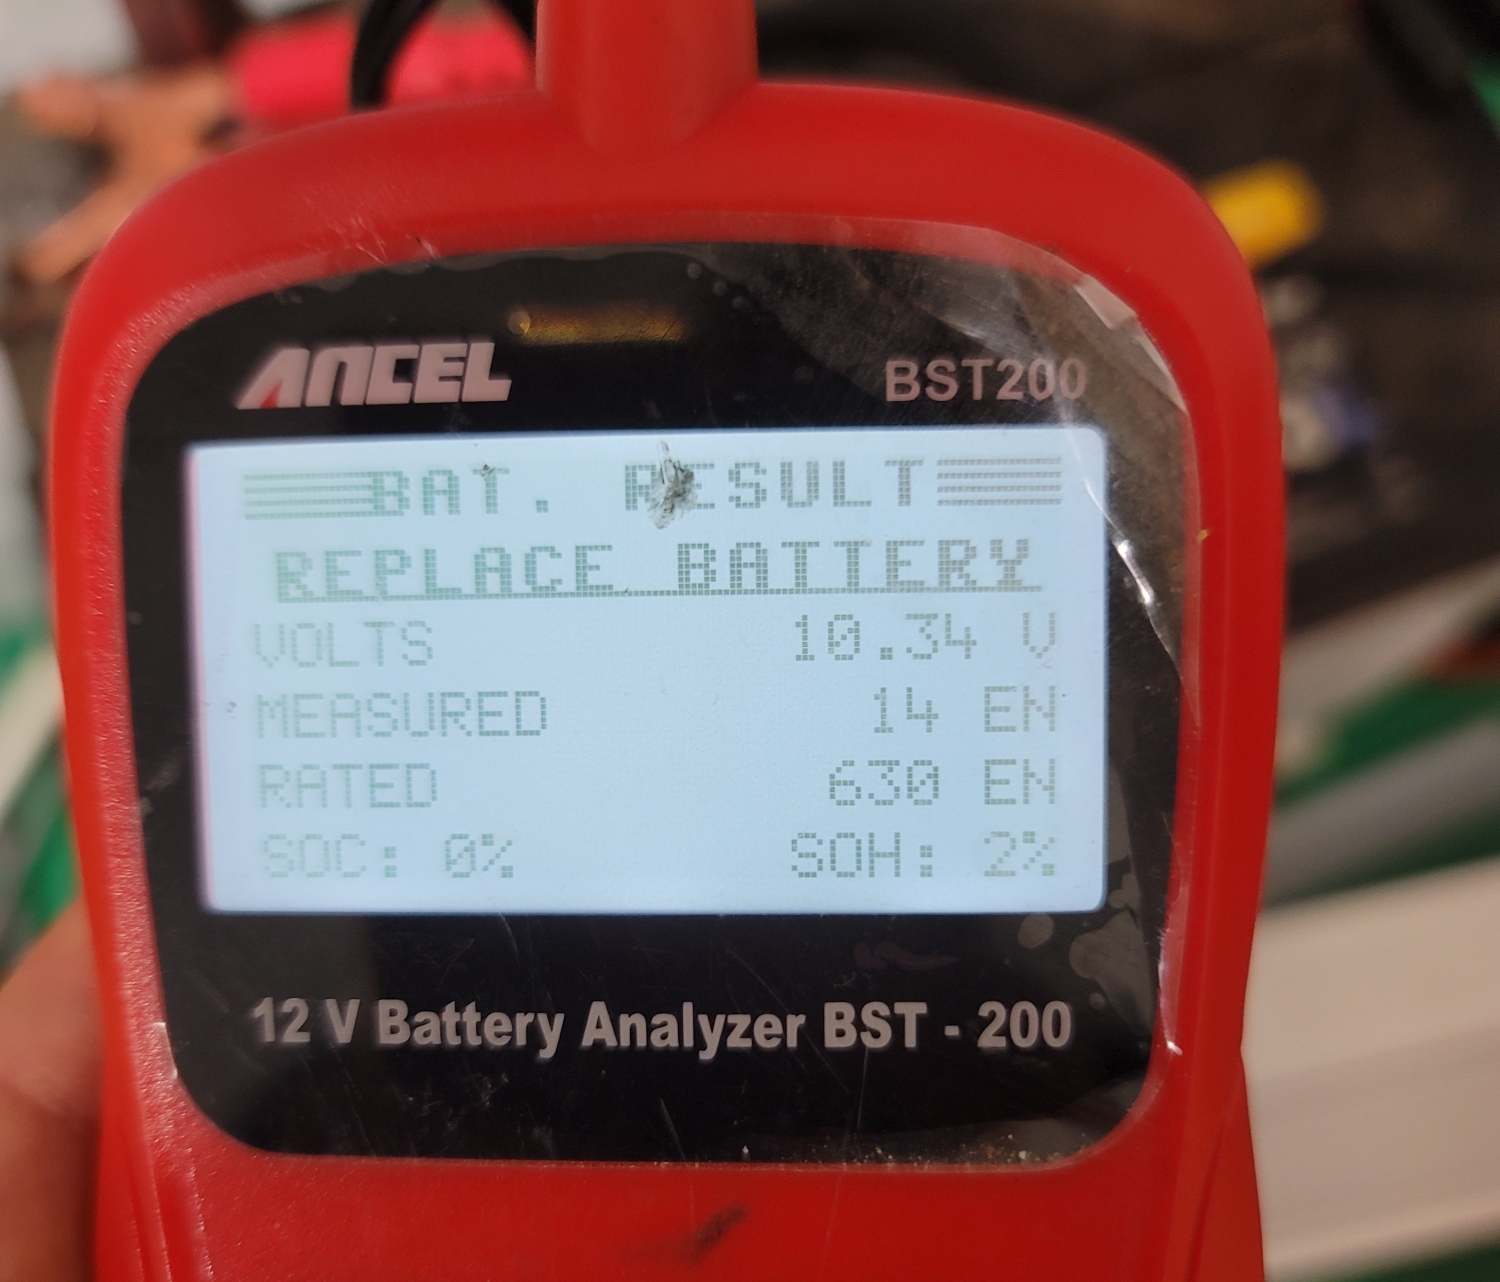 ANCEL
BST200
BAT. RESULT
REPLACE BATTERY
VOLTS 10.34 V
MEASURED 14 EN
RATED 630 EN
SOC: 0% SOH: 2%
12 V Battery Analyzer BST - 200